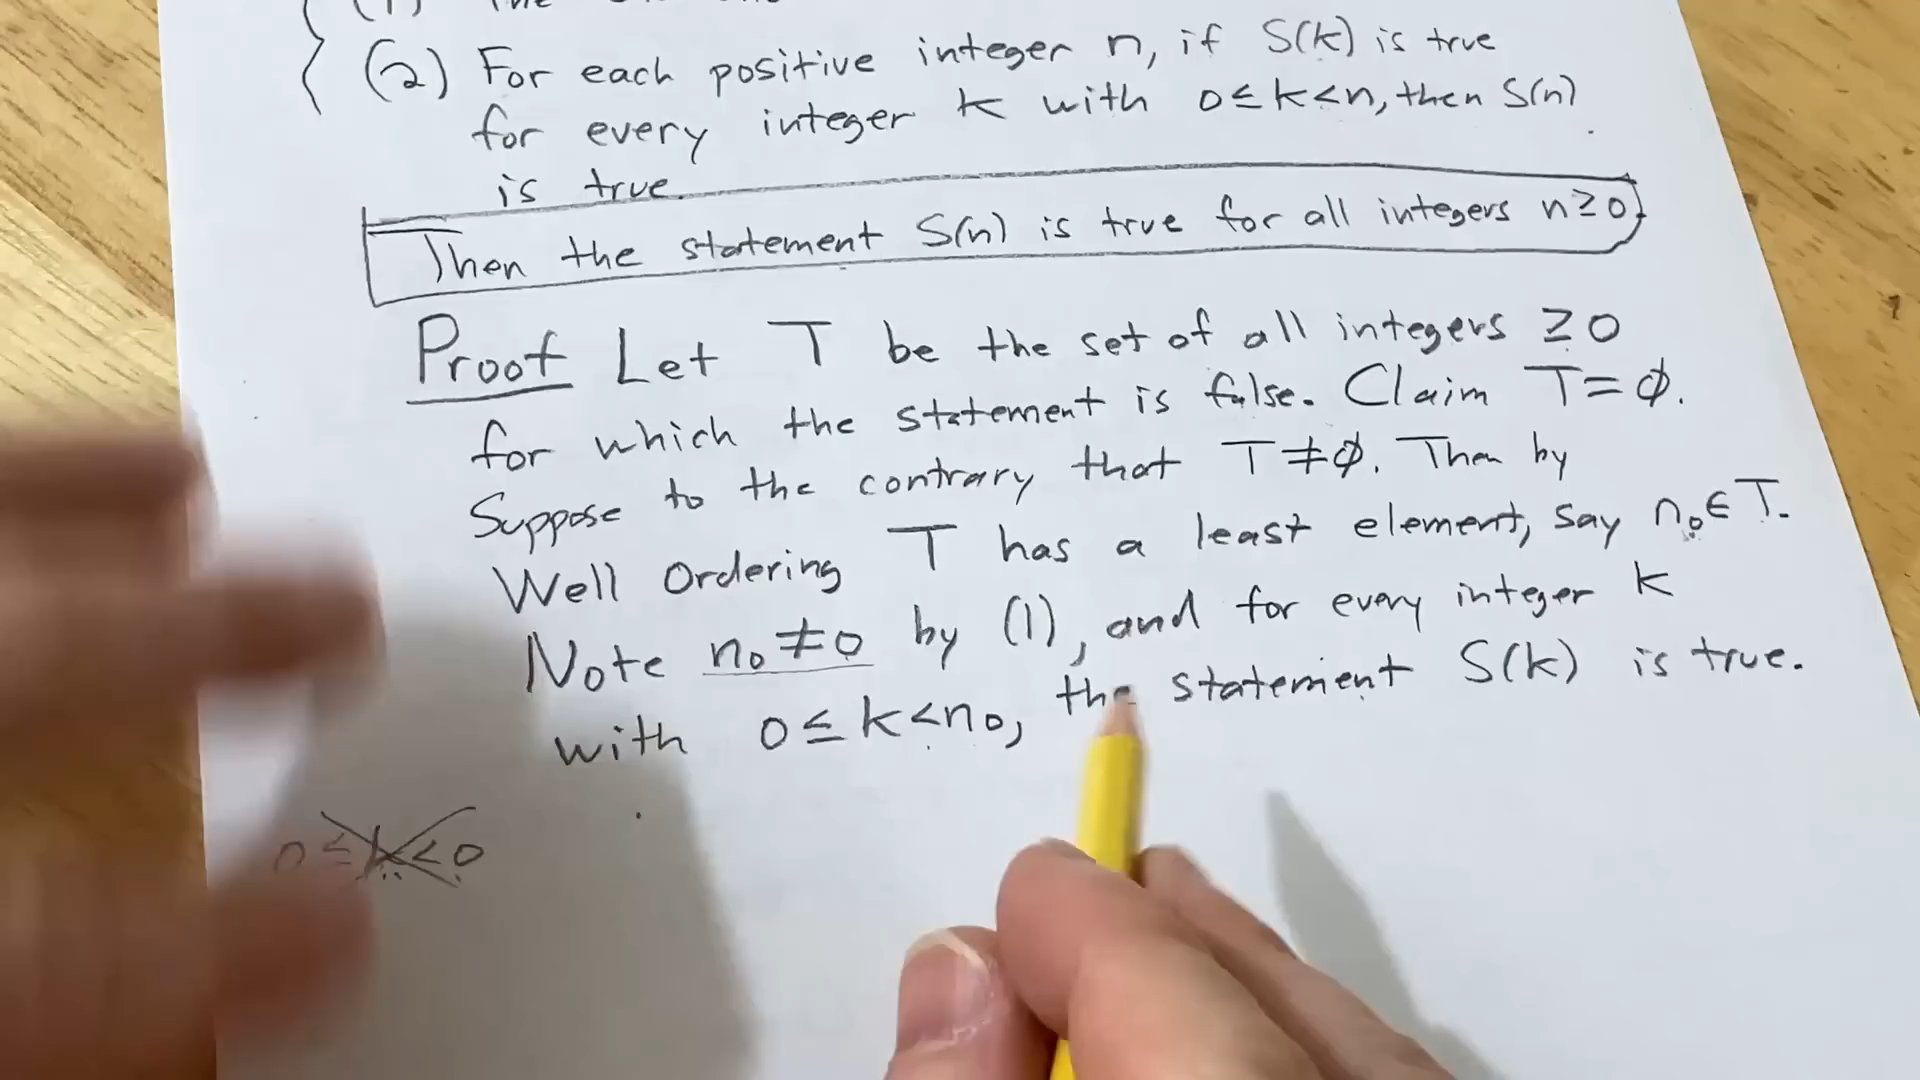 (1) The
(2) For each positive integer n, if S(k) is true
for every integer k with 0≤k<n, then S(n)
is true.
Then the statement S(n) is true for all integers n≥0.
Proof Let T be the set of all integers ≥0
for which the statement is false. Claim T=∅.
Suppose to the contrary that T≠∅. Then by
Well Ordering T has a least element, say n₀∈T.
Note n₀≠0 by (1), and for every integer k
with 0≤k<n₀, the statement S(k) is true.
0≤k<0